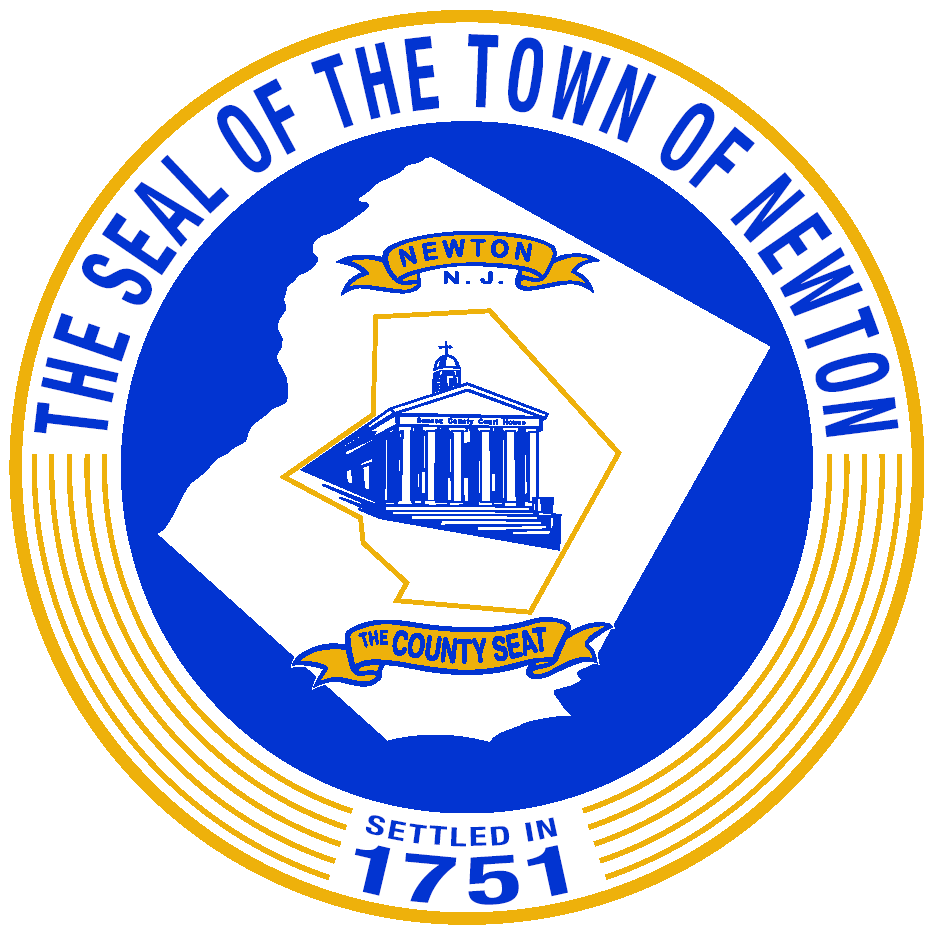 THE SEAL OF THE TOWN OF NEWTON
NEWTON
N.J.
Sussex County Court House
THE COUNTY SEAT
SETTLED IN
1751